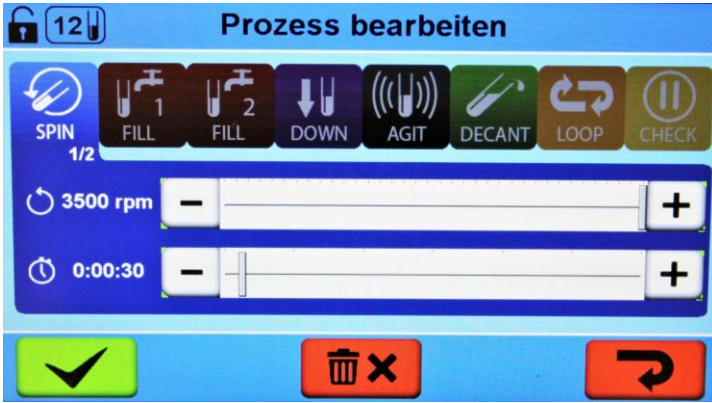 12
Prozess bearbeiten
SPIN
1/2
1
FILL
2
FILL
DOWN
AGIT
DECANT
LOOP
CHECK
3500 rpm
− +
0:00:30
− +